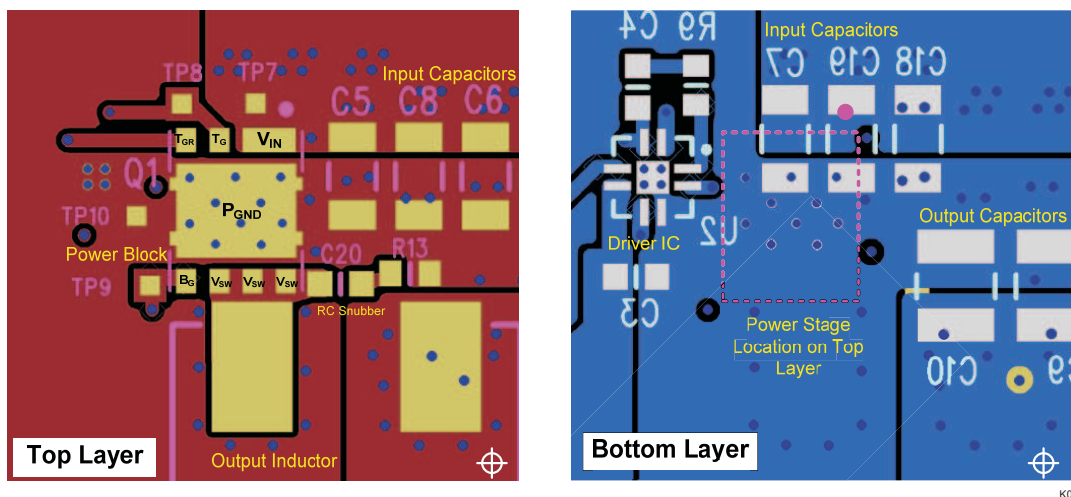 Input Capacitors
TP8
TP7
C5
C8
C6
TGR
TG
VIN
Q1
PGND
TP10
Power Block
TP9
BG
VSW
VSW
VSW
C20
R13
RC Snubber
Output Inductor
Top Layer
C4
R9
Input Capacitors
C7
C19
C18
U2
Driver IC
Output Capacitors
C3
Power Stage
Location on Top
Layer
C10
C9
Bottom Layer
K0